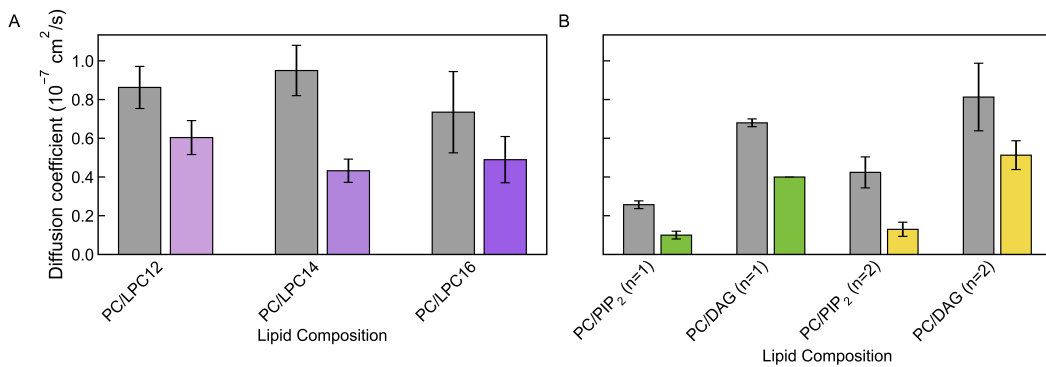 A
B
Diffusion coefficient (10⁻⁷ cm²/s)
1.0
0.8
0.6
0.4
0.2
0.0
PC/LPC12
PC/LPC14
PC/LPC16
Lipid Composition
PC/PIP₂ (n=1)
PC/DAG (n=1)
PC/PIP₂ (n=2)
PC/DAG (n=2)
Lipid Composition